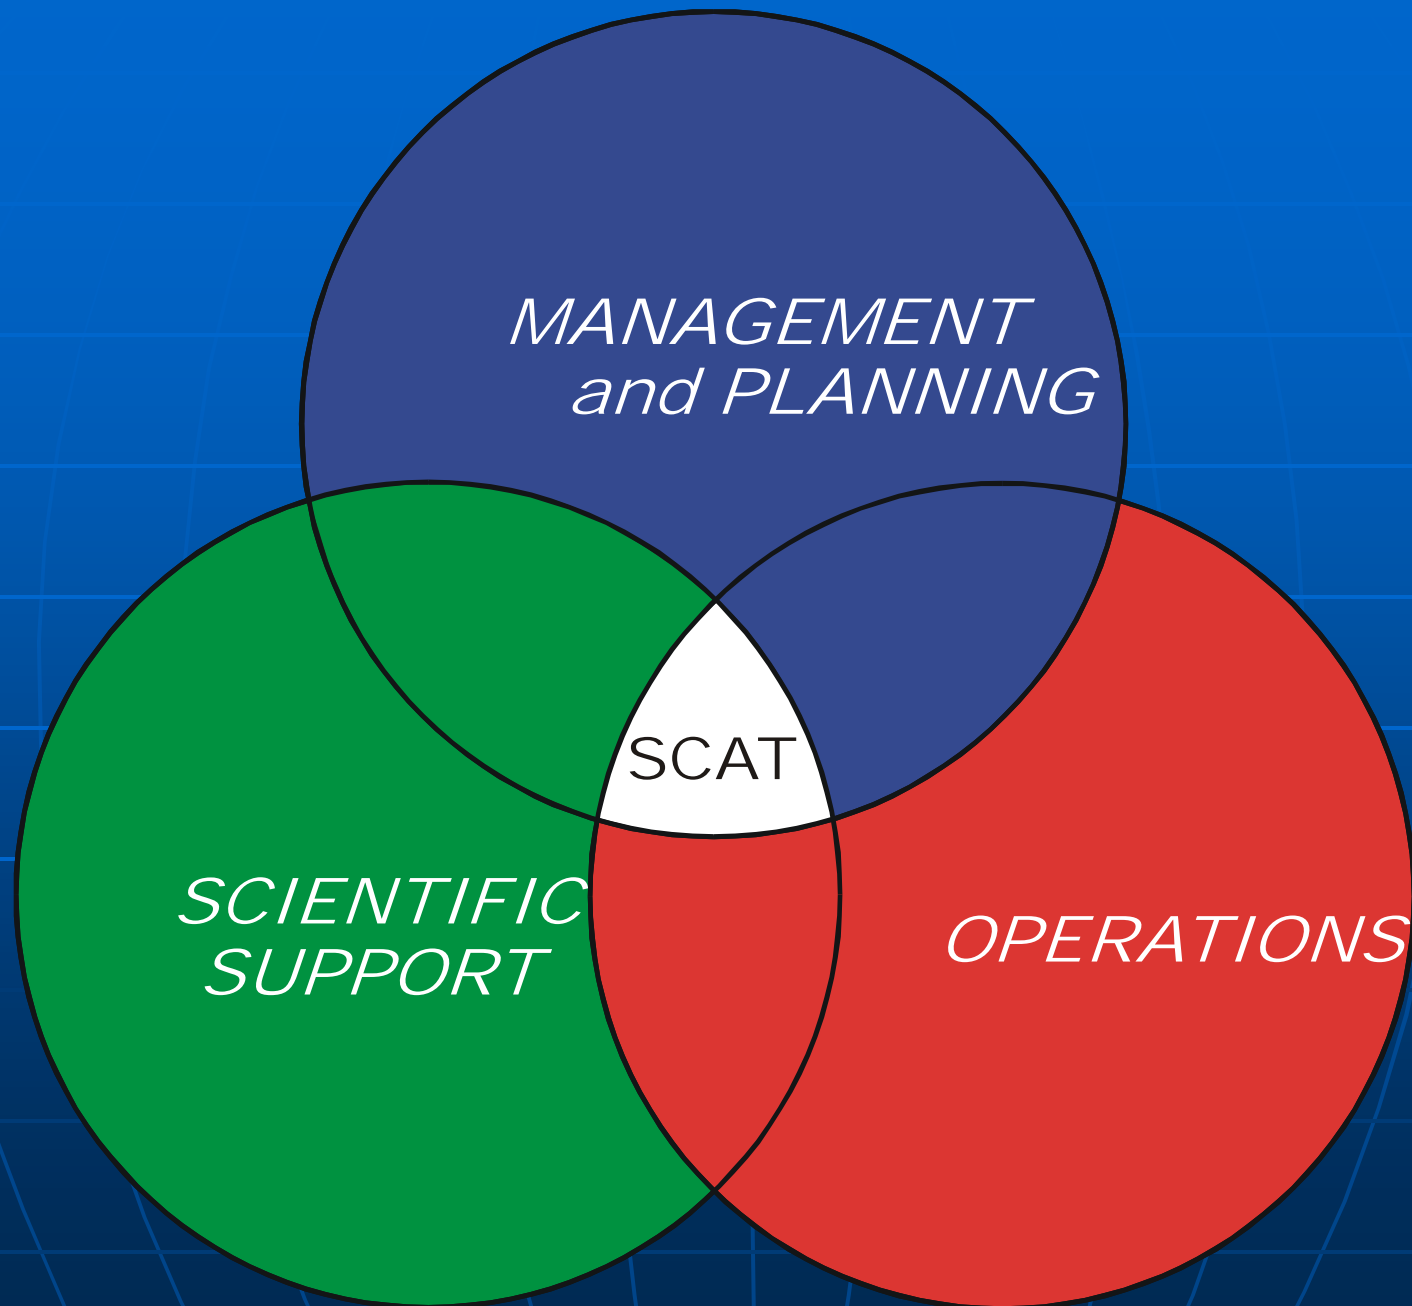 MANAGEMENT
and PLANNING
SCAT
SCIENTIFIC
SUPPORT
OPERATIONS